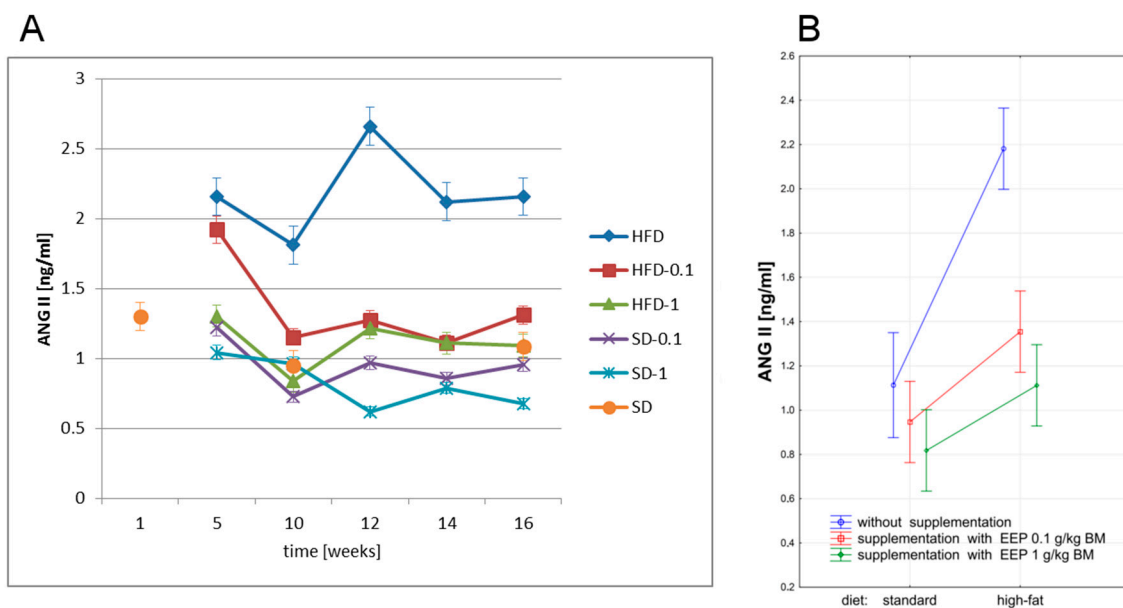 A
ANG II [ng/ml]
3
2.5
2
1.5
1
0.5
0
1 5 10 12 14 16
time [weeks]
HFD
HFD-0.1
HFD-1
SD-0.1
SD-1
SD
B
ANG II [ng/ml]
2.6
2.4
2.2
2.0
1.8
1.6
1.4
1.2
1.0
0.8
0.6
0.4
0.2
without supplementation
supplementation with EEP 0.1 g/kg BM
supplementation with EEP 1 g/kg BM
diet: standard high-fat